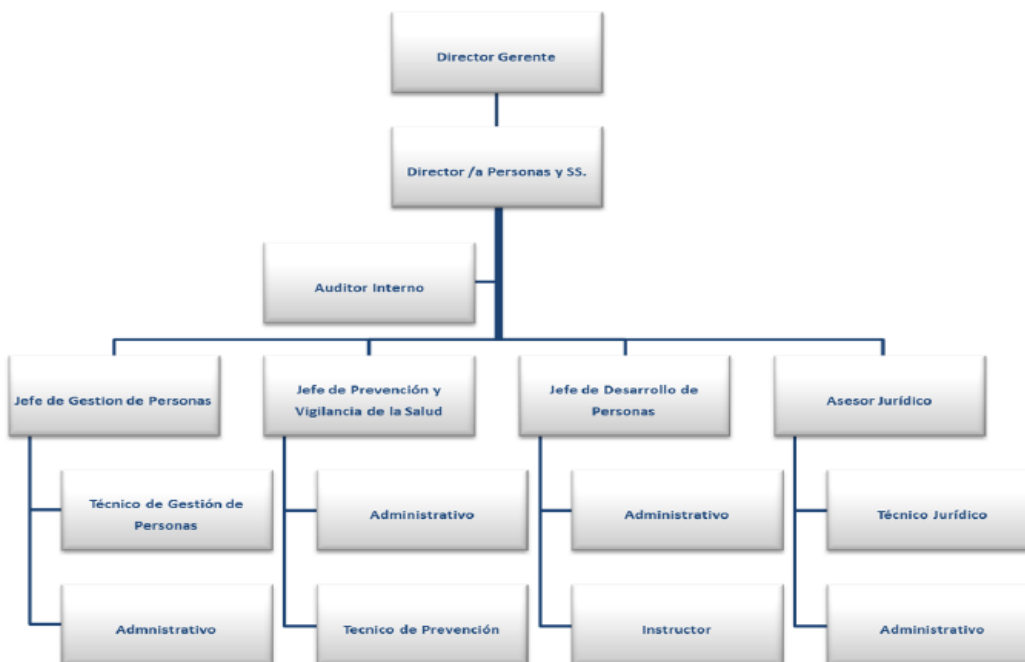 Director Gerente
Director /a Personas y SS.
Auditor Interno
Jefe de Gestion de Personas
Jefe de Prevención y
Vigilancia de la Salud
Jefe de Desarrollo de
Personas
Asesor Jurídico
Técnico de Gestión de
Personas
Administrativo
Administrativo
Técnico Jurídico
Admnistrativo
Tecnico de Prevención
Instructor
Administrativo